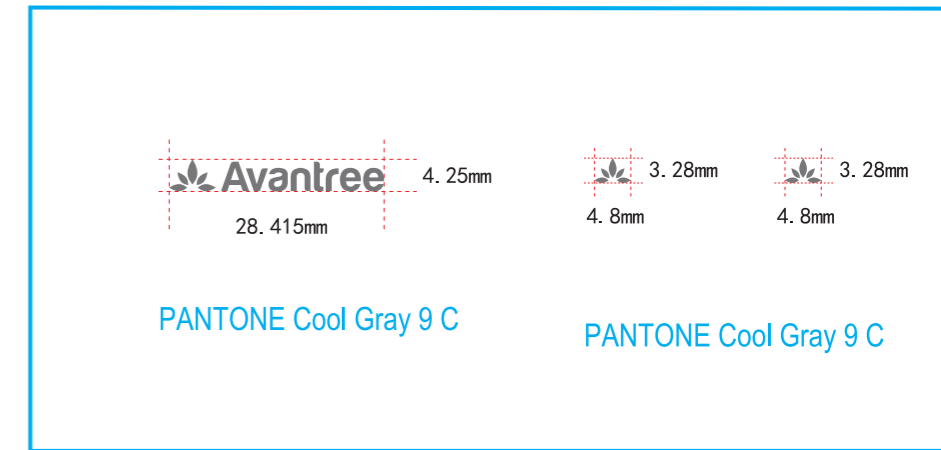 Avantree
4.25mm
28.415mm
PANTONE Cool Gray 9 C
3.28mm
4.8mm
3.28mm
4.8mm
PANTONE Cool Gray 9 C